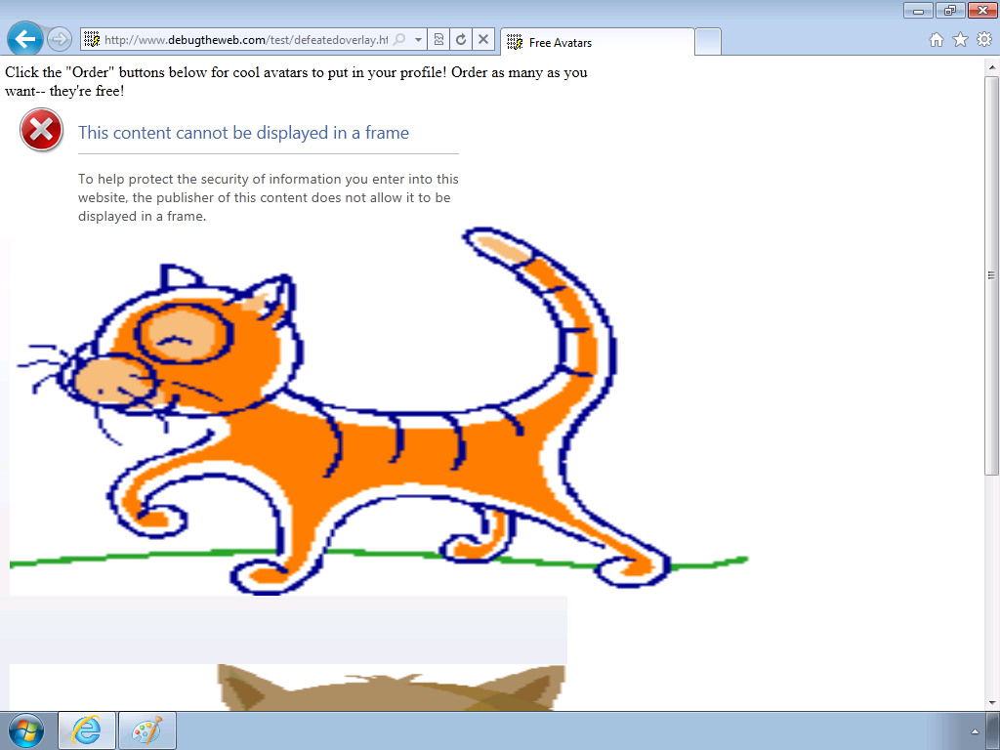 http://www.debugtheweb.com/test/defeatedoverlay.ht
Free Avatars
Click the "Order" buttons below for cool avatars to put in your profile! Order as many as you
want-- they're free!
This content cannot be displayed in a frame
To help protect the security of information you enter into this
website, the publisher of this content does not allow it to be
displayed in a frame.